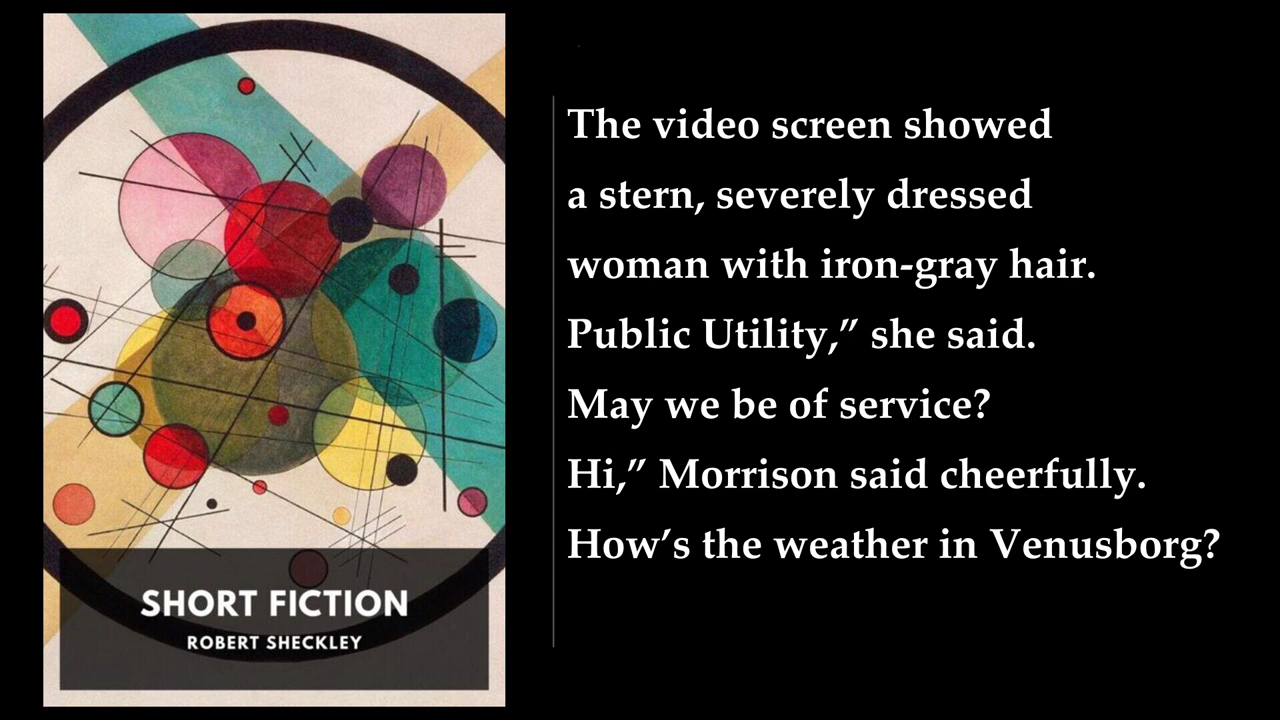 The video screen showed
a stern, severely dressed
woman with iron-gray hair.
Public Utility,” she said.
May we be of service?
Hi,” Morrison said cheerfully.
How’s the weather in Venusborg?
SHORT FICTION
ROBERT SHECKLEY